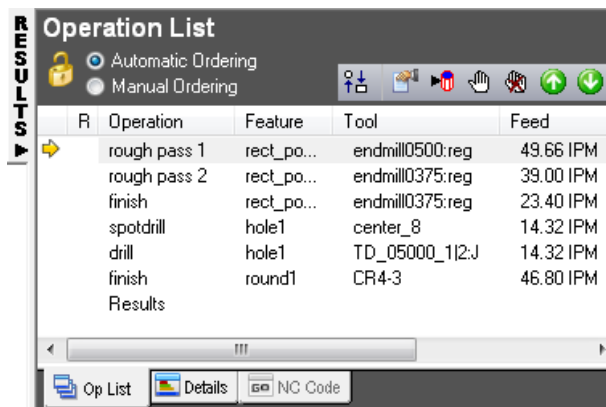 RESULTS
Operation List
Automatic Ordering
Manual Ordering
R Operation Feature Tool Feed
rough pass 1 rect_po... endmill0500:reg 49.66 IPM
rough pass 2 rect_po... endmill0375:reg 39.00 IPM
finish rect_po... endmill0375:reg 23.40 IPM
spotdrill hole1 center_8 14.32 IPM
drill hole1 TD_05000_1|2:J 14.32 IPM
finish round1 CR4-3 46.80 IPM
Results
Op List Details GO NC Code